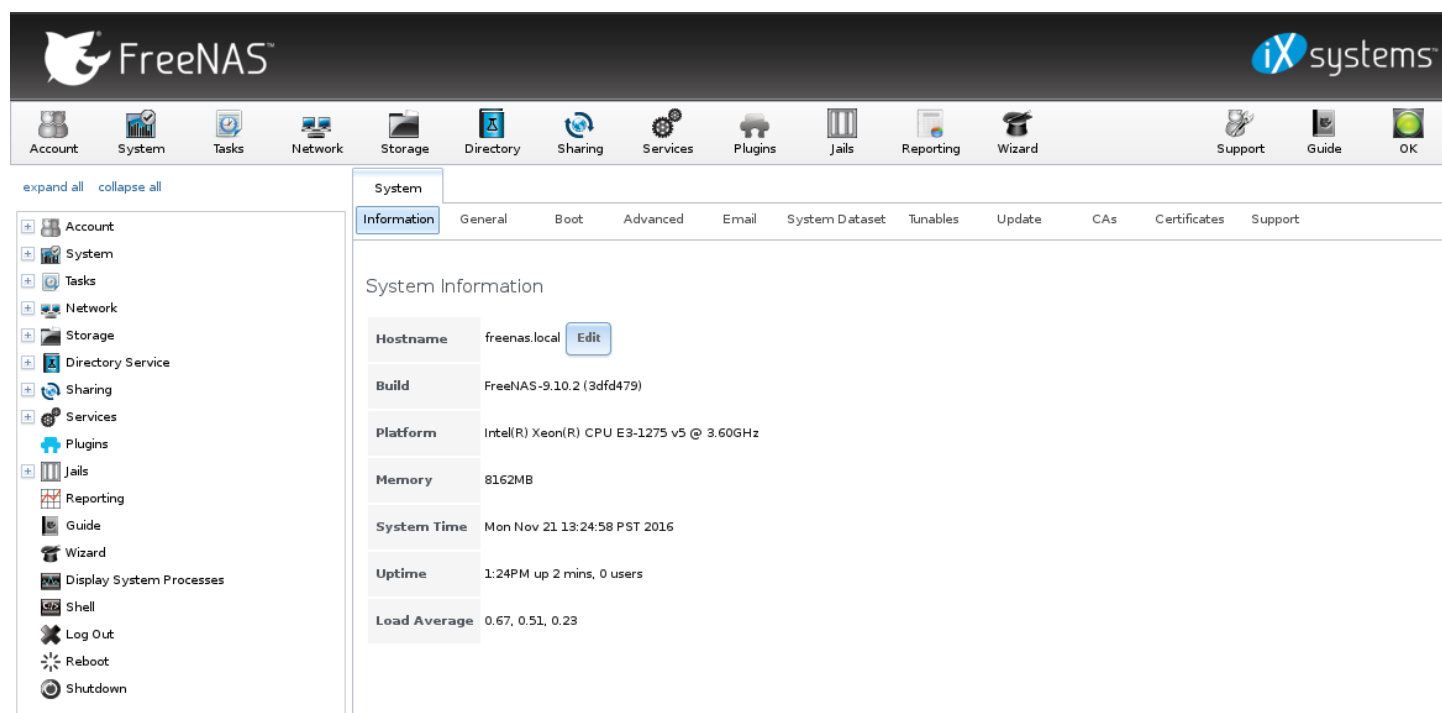 FreeNAS™
iXsystems™
Account System Tasks Network Storage Directory Sharing Services Plugins Jails Reporting Wizard Support Guide OK
expand all collapse all
Account
System
Tasks
Network
Storage
Directory Service
Sharing
Services
Plugins
Jails
Reporting
Guide
Wizard
Display System Processes
Shell
Log Out
Reboot
Shutdown
System
Information General Boot Advanced Email System Dataset Tunables Update CAs Certificates Support
System Information
Hostname freenas.local Edit
Build FreeNAS-9.10.2 (3dfd479)
Platform Intel(R) Xeon(R) CPU E3-1275 v5 @ 3.60GHz
Memory 8162MB
System Time Mon Nov 21 13:24:58 PST 2016
Uptime 1:24PM up 2 mins, 0 users
Load Average 0.67, 0.51, 0.23